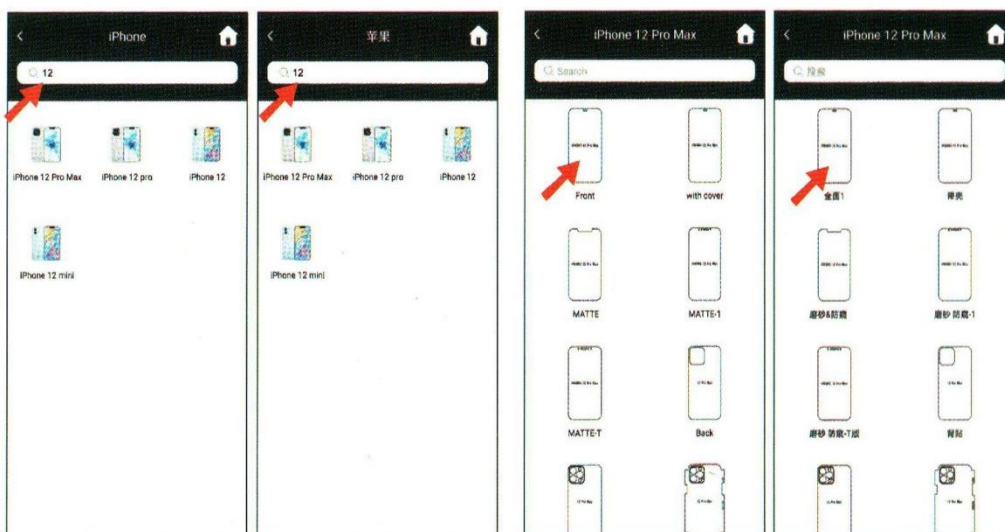 iPhone
12
iPhone 12 Pro Max
iPhone 12 pro
iPhone 12
iPhone 12 mini
苹果
12
iPhone 12 Pro Max
iPhone 12 pro
iPhone 12
iPhone 12 mini
iPhone 12 Pro Max
Search
Front
with cover
MATTE
MATTE-1
MATTE-T
Back
iPhone 12 Pro Max
搜索
全面1
带壳
磨砂&防窥
磨砂 防窥-1
磨砂 防窥-T版
背贴